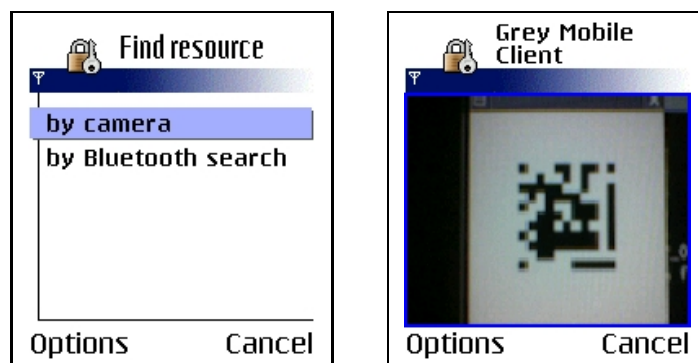 Find resource
by camera
by Bluetooth search
Options Cancel
Grey Mobile
Client
Options Cancel